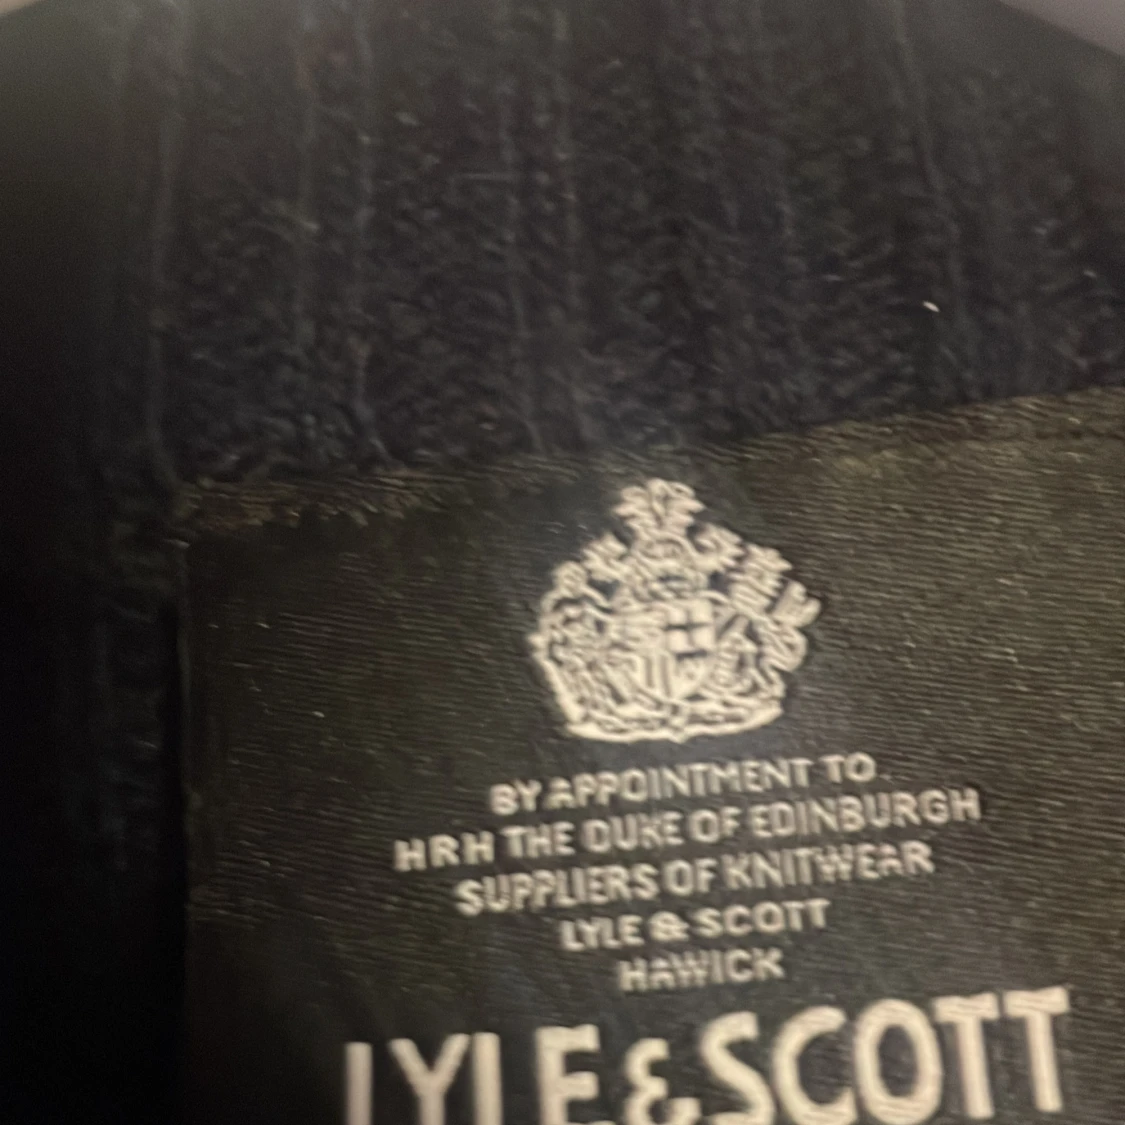 BY APPOINTMENT TO
HRH THE DUKE OF EDINBURGH
SUPPLIERS OF KNITWEAR
LYLE & SCOTT
HAWICK
LYLE & SCOTT